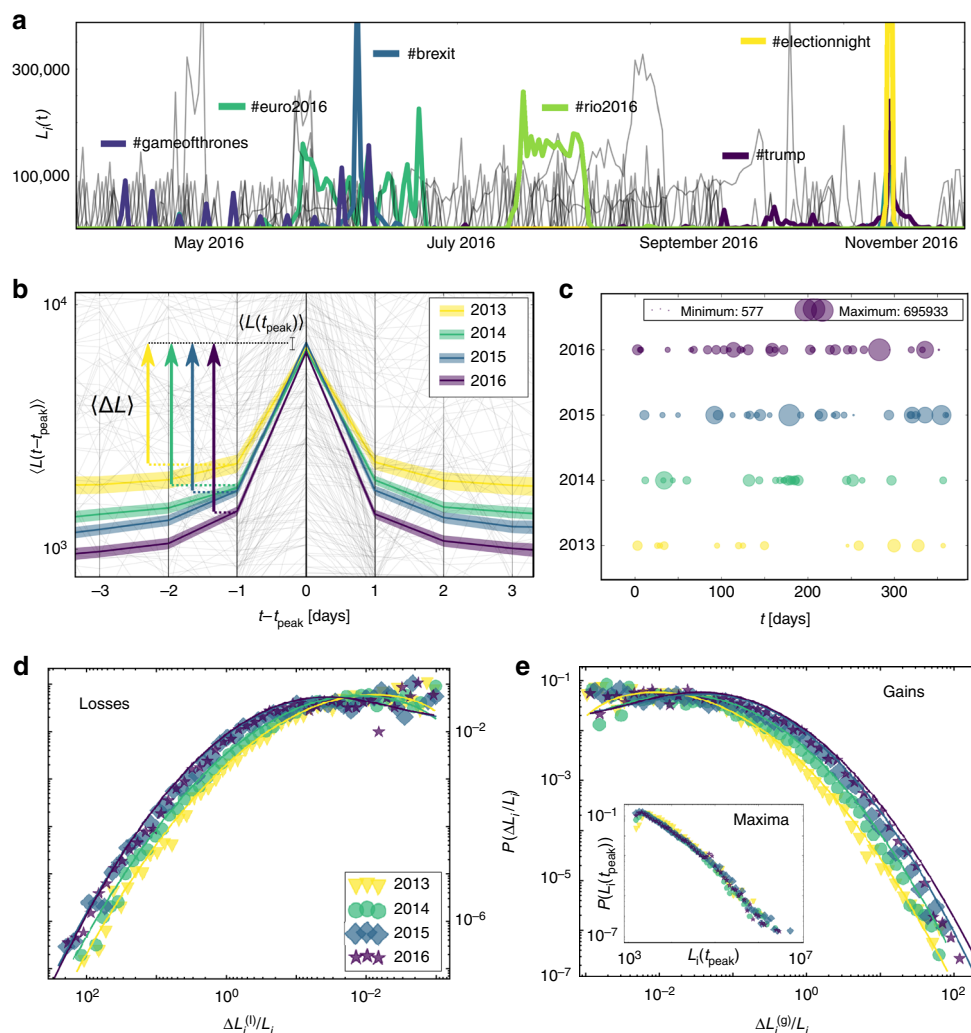 a
300,000
100,000
L_i(t)
#gameofthrones
#euro2016
#brexit
#rio2016
#electionnight
#trump
May 2016
July 2016
September 2016
November 2016
b
10^4
10^3
⟨L(t−t_peak)⟩
⟨L(t_peak)⟩
⟨ΔL⟩
2013
2014
2015
2016
−3
−2
−1
0
1
2
3
t−t_peak [days]
c
Minimum: 577
Maximum: 695933
2016
2015
2014
2013
0
50
100
150
200
250
300
350
t [days]
d
Losses
10^−2
10^−6
2013
2014
2015
2016
10^2
10^0
10^−2
ΔL_i^(l)/L_i
e
Gains
10^−1
10^−3
10^−5
10^−7
P(ΔL_i/L_i)
Maxima
10^−1
10^−7
P(L_i(t_peak))
10^3
10^7
L_i(t_peak)
10^−2
10^0
10^2
ΔL_i^(g)/L_i